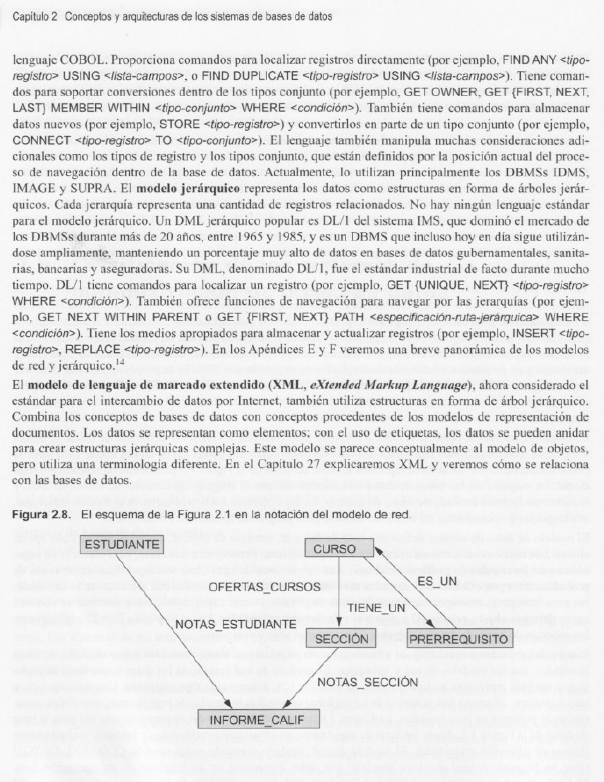 Capítulo 2 Conceptos y arquitecturas de los sistemas de bases de datos
lenguaje COBOL. Proporciona comandos para localizar registros directamente (por ejemplo, FIND ANY <tipo-
registro> USING <lista-campos>, o FIND DUPLICATE <tipo-registro> USING <lista-campos>). Tiene coman-
dos para soportar conversiones dentro de los tipos conjunto (por ejemplo, GET OWNER, GET {FIRST, NEXT,
LAST} MEMBER WITHIN <tipo-conjunto> WHERE <condición>). También tiene comandos para almacenar
datos nuevos (por ejemplo, STORE <tipo-registro>) y convertirlos en parte de un tipo conjunto (por ejemplo,
CONNECT <tipo-registro> TO <tipo-conjunto>). El lenguaje también manipula muchas consideraciones adi-
cionales como los tipos de registro y los tipos conjunto, que están definidos por la posición actual del proce-
so de navegación dentro de la base de datos. Actualmente, lo utilizan principalmente los DBMSs IDMS,
IMAGE y SUPRA. El modelo jerárquico representa los datos como estructuras en forma de árboles jerár-
quicos. Cada jerarquía representa una cantidad de registros relacionados. No hay ningún lenguaje estándar
para el modelo jerárquico. Un DML jerárquico popular es DL/1 del sistema IMS, que dominó el mercado de
los DBMSs durante más de 20 años, entre 1965 y 1985, y es un DBMS que incluso hoy en día sigue utilizán-
dose ampliamente, manteniendo un porcentaje muy alto de datos en bases de datos gubernamentales, sanita-
rias, bancarias y aseguradoras. Su DML, denominado DL/1, fue el estándar industrial de facto durante mucho
tiempo. DL/1 tiene comandos para localizar un registro (por ejemplo, GET {UNIQUE, NEXT} <tipo-registro>
WHERE <condición>). También ofrece funciones de navegación para navegar por las jerarquías (por ejem-
plo, GET NEXT WITHIN PARENT o GET {FIRST, NEXT} PATH <especificación-ruta-jerárquica> WHERE
<condición>). Tiene los medios apropiados para almacenar y actualizar registros (por ejemplo, INSERT <tipo-
registro>, REPLACE <tipo-registro>). En los Apéndices E y F veremos una breve panorámica de los modelos
de red y jerárquico.14
El modelo de lenguaje de marcado extendido (XML, eXtended Markup Language), ahora considerado el
estándar para el intercambio de datos por Internet, también utiliza estructuras en forma de árbol jerárquico.
Combina los conceptos de bases de datos con conceptos procedentes de los modelos de representación de
documentos. Los datos se representan como elementos; con el uso de etiquetas, los datos se pueden anidar
para crear estructuras jerárquicas complejas. Este modelo se parece conceptualmente al modelo de objetos,
pero utiliza una terminología diferente. En el Capítulo 27 explicaremos XML y veremos cómo se relaciona
con las bases de datos.
Figura 2.8. El esquema de la Figura 2.1 en la notación del modelo de red.
ESTUDIANTE
CURSO
OFERTAS_CURSOS
ES_UN
TIENE_UN
NOTAS_ESTUDIANTE
SECCIÓN
PRERREQUISITO
NOTAS_SECCIÓN
INFORME_CALIF